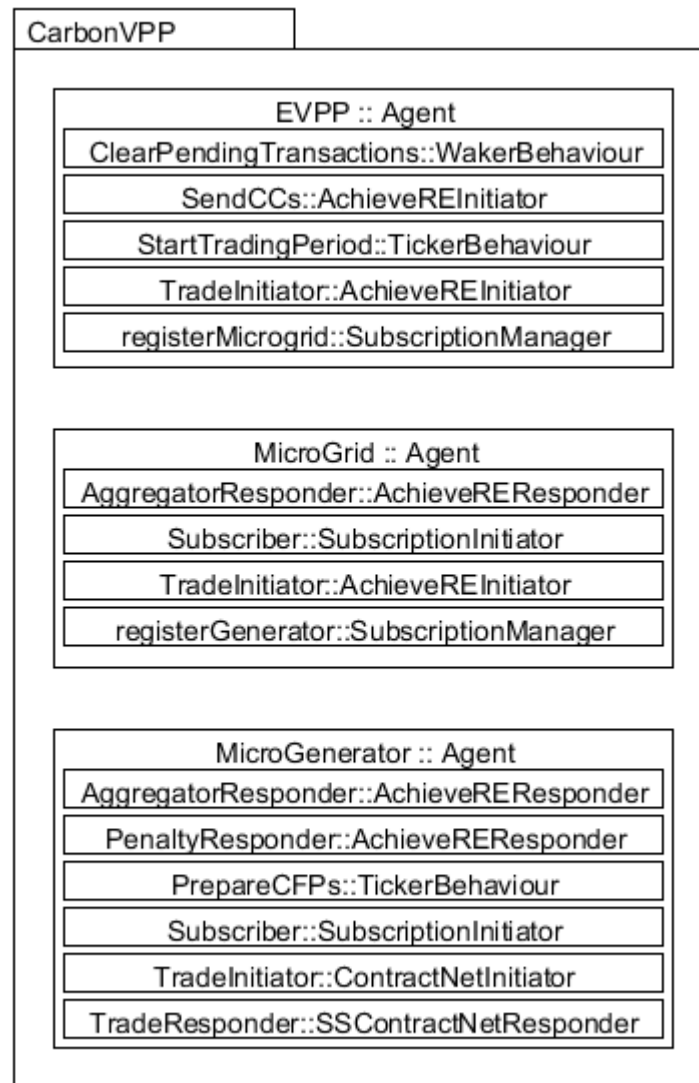 CarbonVPP
EVPP :: Agent
ClearPendingTransactions::WakerBehaviour
SendCCs::AchieveREInitiator
StartTradingPeriod::TickerBehaviour
TradeInitiator::AchieveREInitiator
registerMicrogrid::SubscriptionManager
MicroGrid :: Agent
AggregatorResponder::AchieveREResponder
Subscriber::SubscriptionInitiator
TradeInitiator::AchieveREInitiator
registerGenerator::SubscriptionManager
MicroGenerator :: Agent
AggregatorResponder::AchieveREResponder
PenaltyResponder::AchieveREResponder
PrepareCFPs::TickerBehaviour
Subscriber::SubscriptionInitiator
TradeInitiator::ContractNetInitiator
TradeResponder::SSContractNetResponder